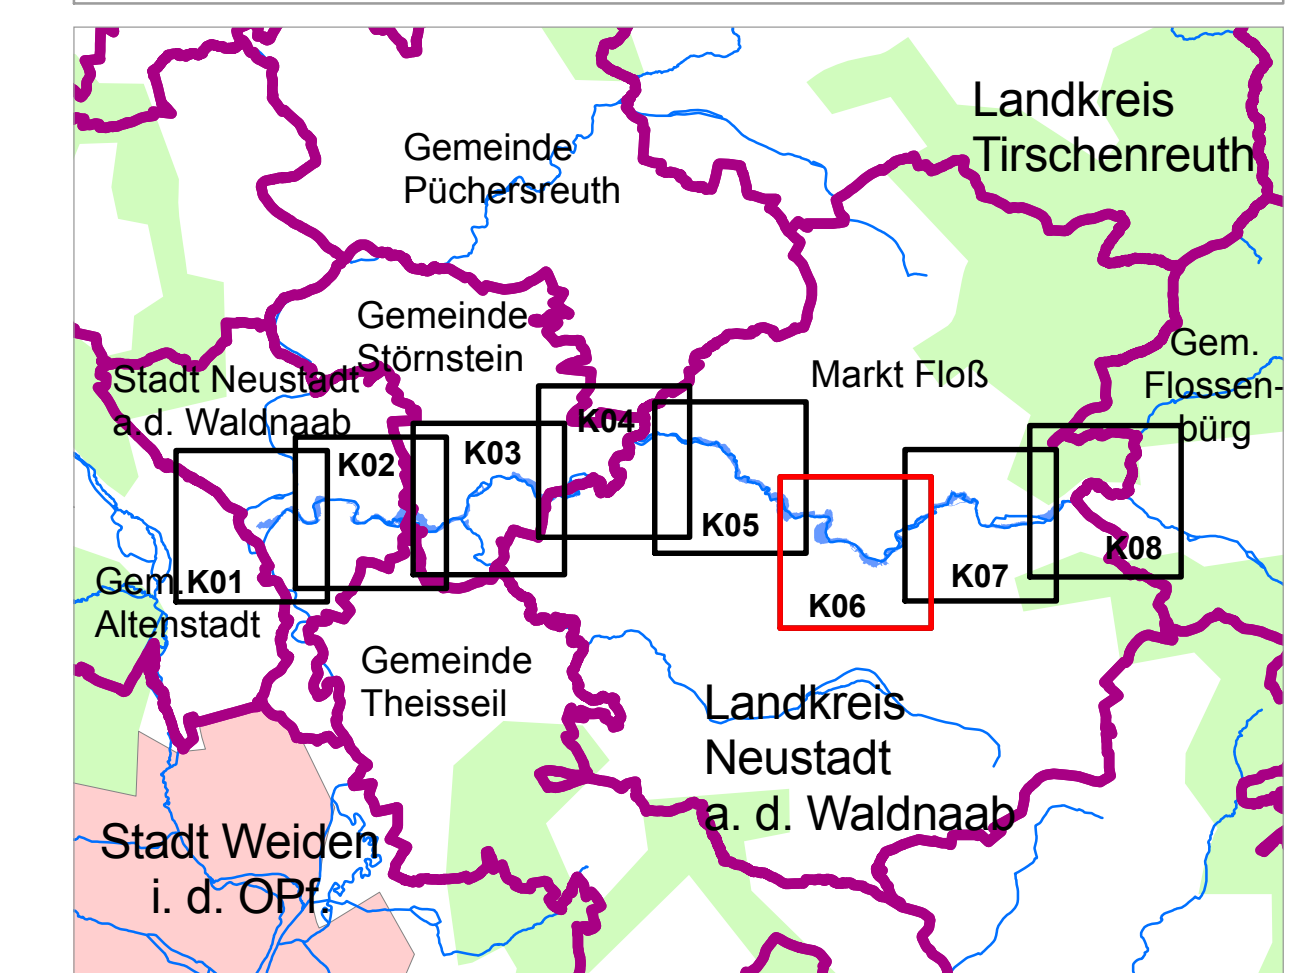 Landkreis
Tirschenreuth
Gemeinde
Püchersreuth
Gemeinde
Störnstein
Markt Floß
Gem.
Flossen-
bürg
Stadt Neustadt
a.d. Waldnaab
K01
K02
K03
K04
K05
K06
K07
K08
Gem.
Altenstadt
Gemeinde
Theisseil
Landkreis
Neustadt
a. d. Waldnaab
Stadt Weiden
i. d. OPf.